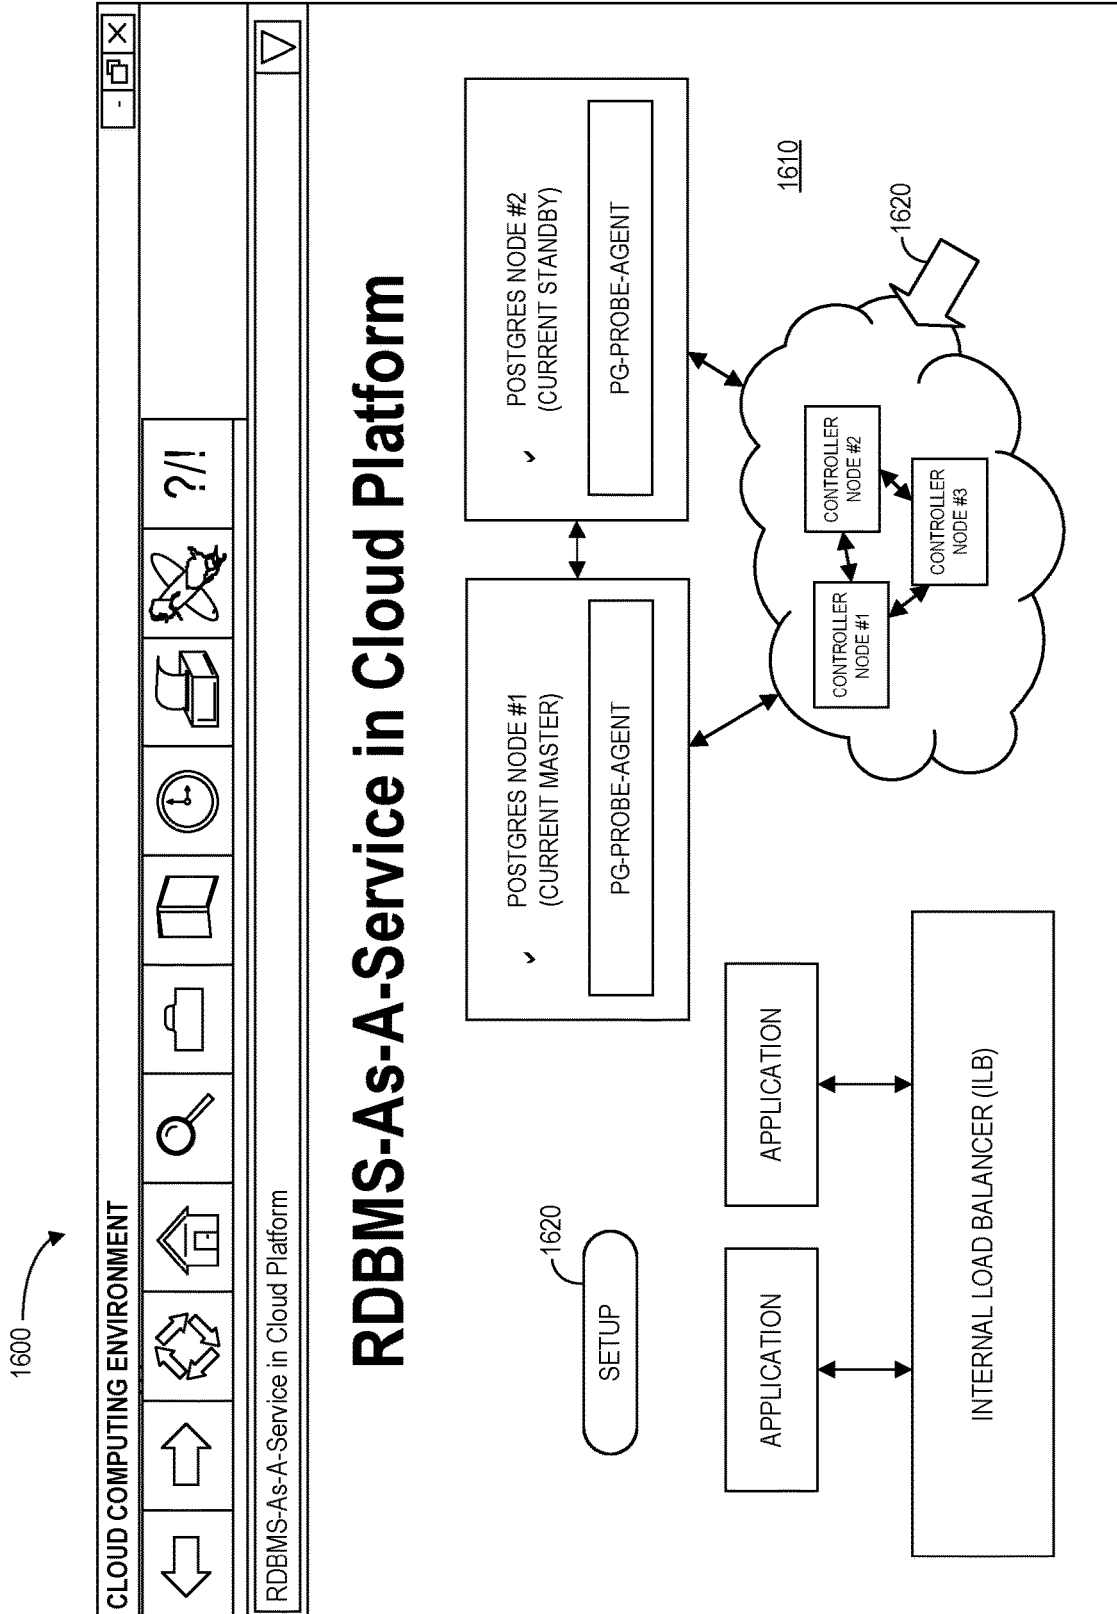 1600
CLOUD COMPUTING ENVIRONMENT
- X
?/!
RDBMS-As-A-Service in Cloud Platform
RDBMS-As-A-Service in Cloud Platform
POSTGRES NODE #1
(CURRENT MASTER)
PG-PROBE-AGENT
POSTGRES NODE #2
(CURRENT STANDBY)
PG-PROBE-AGENT
SETUP
1620
APPLICATION
APPLICATION
INTERNAL LOAD BALANCER (ILB)
CONTROLLER
NODE #1
CONTROLLER
NODE #2
CONTROLLER
NODE #3
1610
1620